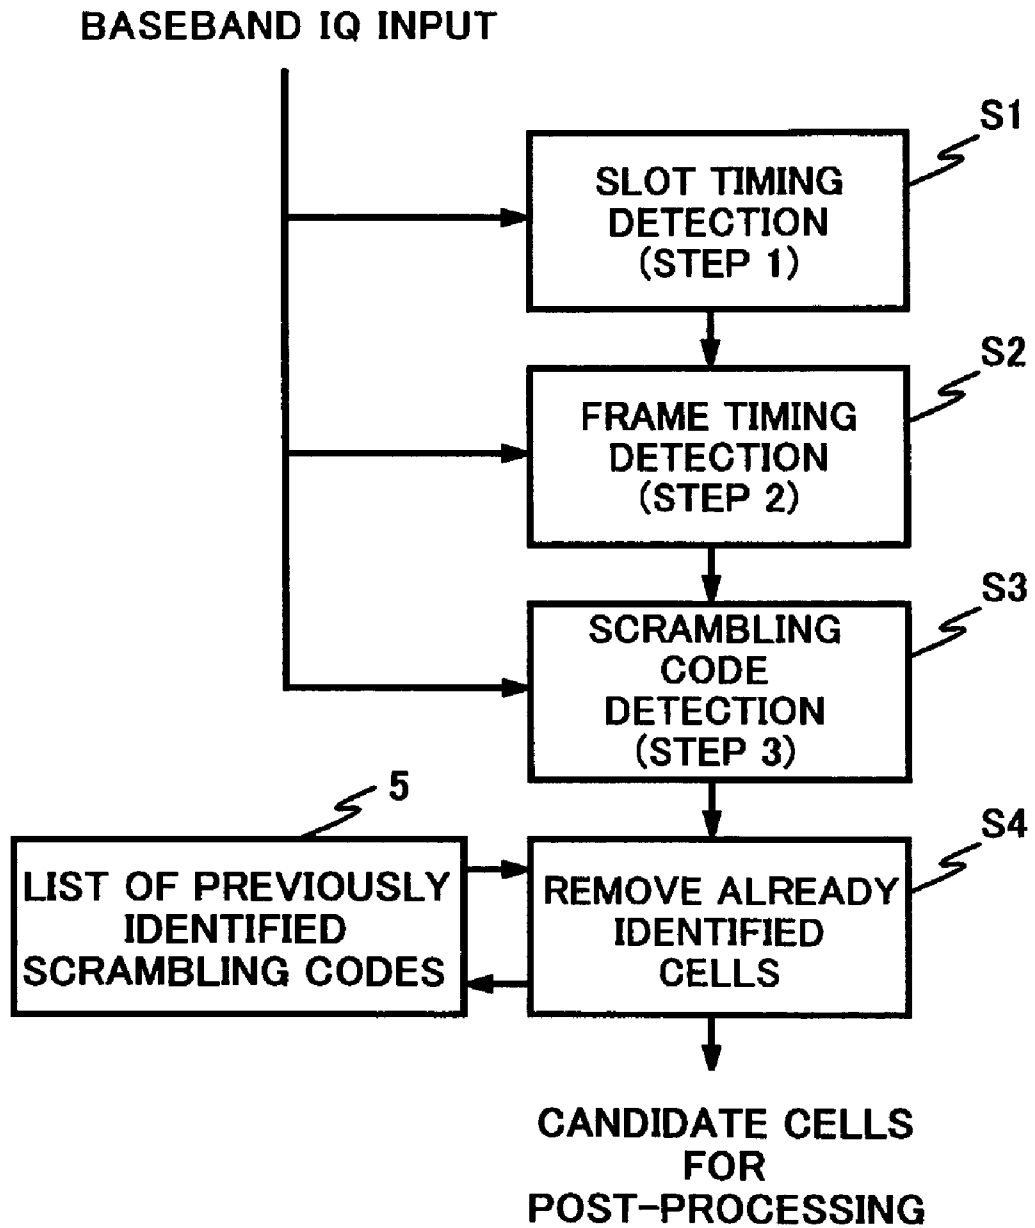 BASEBAND IQ INPUT
S1
SLOT TIMING
DETECTION
(STEP 1)
S2
FRAME TIMING
DETECTION
(STEP 2)
S3
SCRAMBLING
CODE
DETECTION
(STEP 3)
5
LIST OF PREVIOUSLY
IDENTIFIED
SCRAMBLING CODES
S4
REMOVE ALREADY
IDENTIFIED
CELLS
CANDIDATE CELLS
FOR
POST-PROCESSING